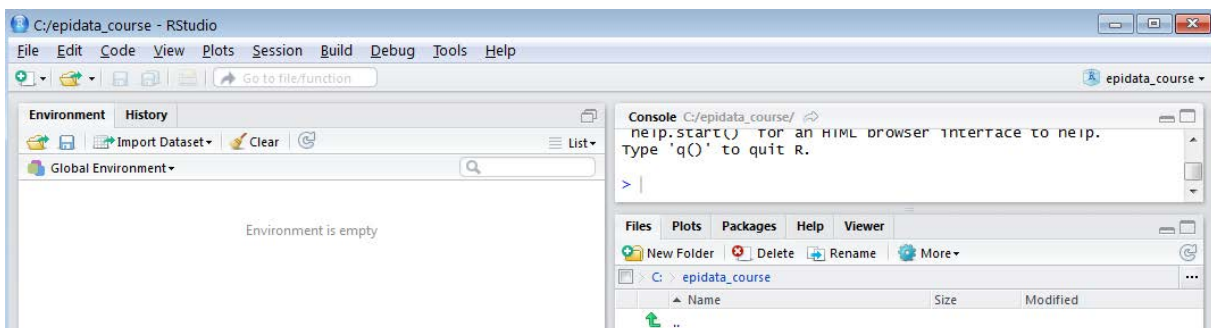 C:/epidata_course - RStudio
File Edit Code View Plots Session Build Debug Tools Help
Go to file/function
epidata_course
Environment History
Import Dataset Clear List
Global Environment
Environment is empty
Console C:/epidata_course/
'help.start()' for an HTML browser interface to help.
Type 'q()' to quit R.
>
Files Plots Packages Help Viewer
New Folder Delete Rename More
C: epidata_course ...
Name Size Modified
..